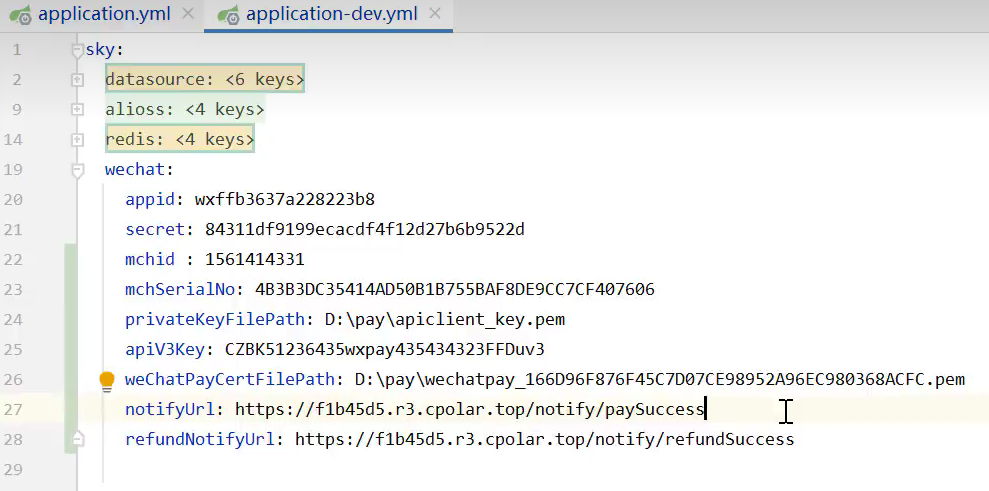 application.yml application-dev.yml
1 sky:
2 datasource: <6 keys>
9 alioss: <4 keys>
14 redis: <4 keys>
19 wechat:
20 appid: wxffb3637a228223b8
21 secret: 84311df9199ecacdf4f12d27b6b9522d
22 mchid : 1561414331
23 mchSerialNo: 4B3B3DC35414AD50B1B755BAF8DE9CC7CF407606
24 privateKeyFilePath: D:\pay\apiclient_key.pem
25 apiV3Key: CZBK51236435wxpay435434323FFDuv3
26 weChatPayCertFilePath: D:\pay\wechatpay_166D96F876F45C7D07CE98952A96EC980368ACFC.pem
27 notifyUrl: https://f1b45d5.r3.cpolar.top/notify/paySuccess
28 refundNotifyUrl: https://f1b45d5.r3.cpolar.top/notify/refundSuccess
29